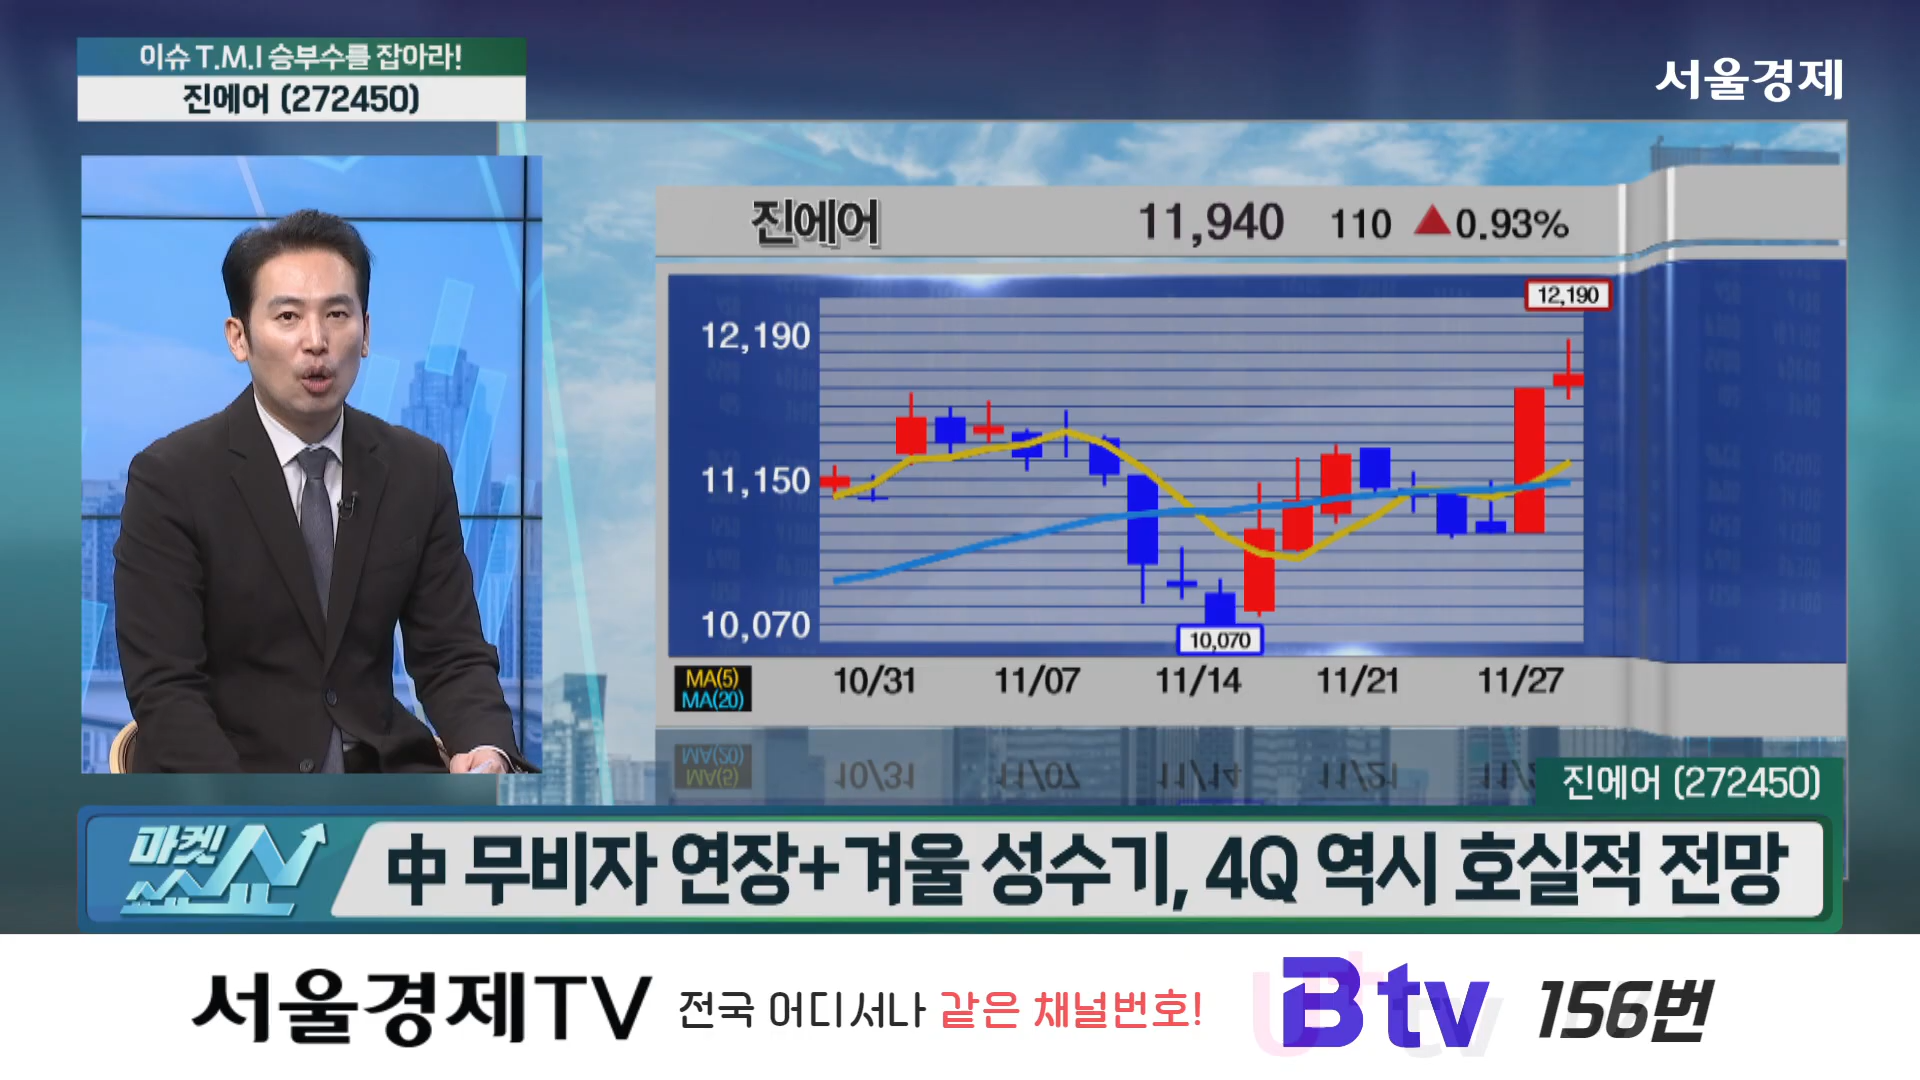 이슈 T.M.I 승부수를 잡아라!
진에어 (272450)
서울경제
진에어 11,940 110 ▲0.93%
12,190
12,190
11,150
10,070
10,070
MA(5)
MA(20)
10/31 11/07 11/14 11/21 11/27
진에어 (272450)
마켓쇼
中 무비자 연장+겨울 성수기, 4Q 역시 호실적 전망
서울경제TV 전국 어디서나 같은 채널번호! B tv 156번